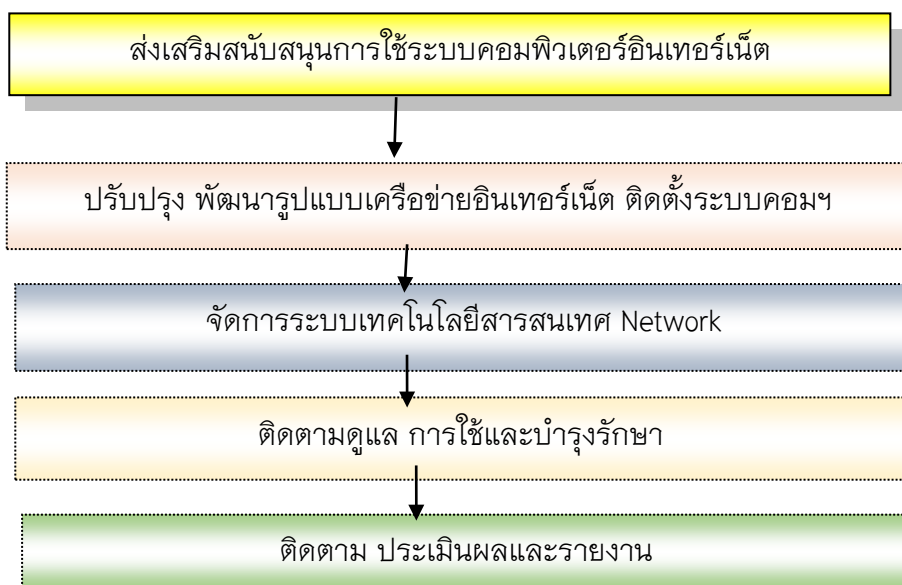 ส่งเสริมสนับสนุนการใช้ระบบคอมพิวเตอร์อินเทอร์เน็ต
ปรับปรุง พัฒนารูปแบบเครือข่ายอินเทอร์เน็ต ติดตั้งระบบคอมฯ
จัดการระบบเทคโนโลยีสารสนเทศ Network
ติดตามดูแล การใช้และบำรุงรักษา
ติดตาม ประเมินผลและรายงาน